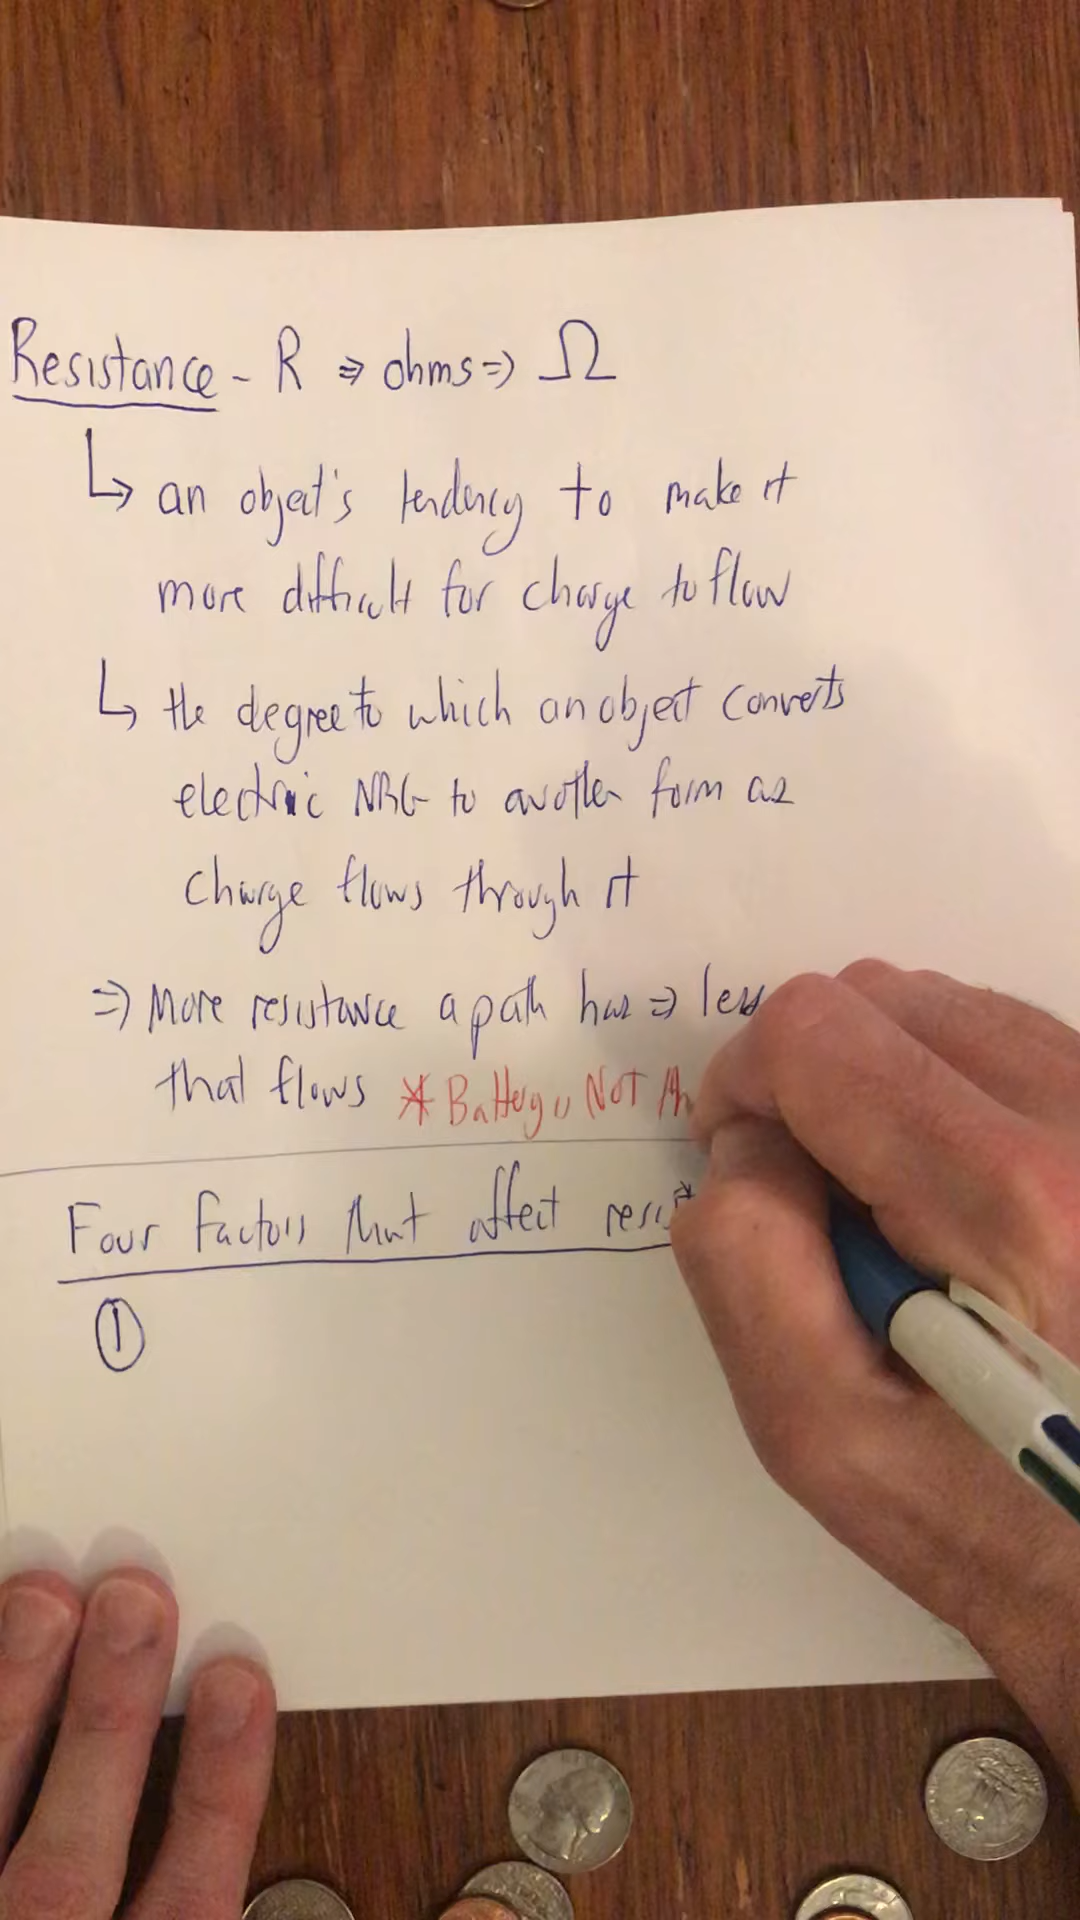 Resistance - R ⇒ ohms ⇒ Ω
↳ an object's tendency to make it
more difficult for charge to flow
↳ the degree to which an object converts
electric NRG to another form as
charge flows through it
⇒ More resistance a path has ⇒ less
that flows * Battery, NOT
Four factors that affect
①